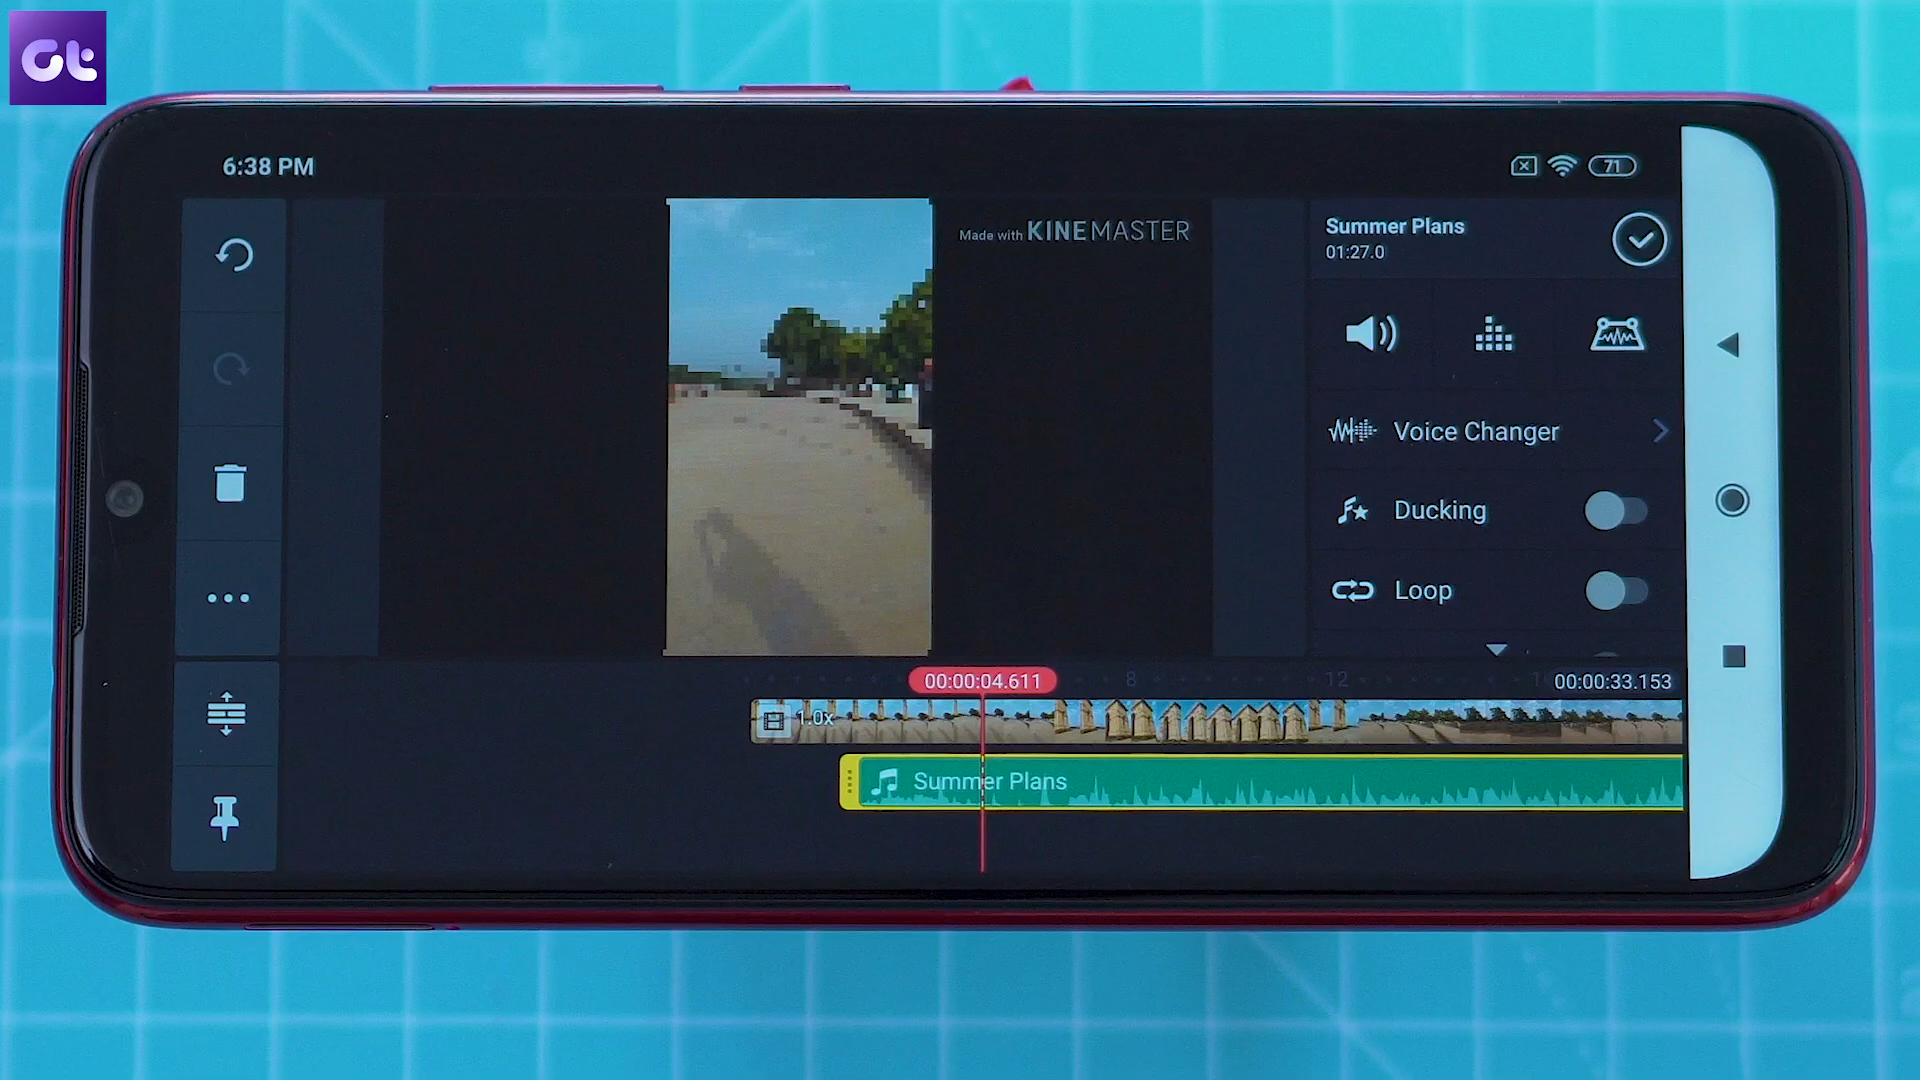 Gt
6:38 PM
71
Made with KINEMASTER
Summer Plans
01:27.0
Voice Changer
Ducking
Loop
00:00:04.611
8
12
00:00:33.153
1.0x
Summer Plans